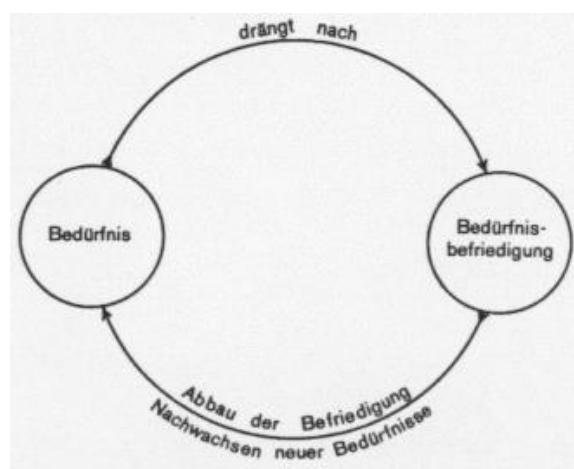 drängt nach
Bedürfnis
Bedürfnis-
befriedigung
Abbau der Befriedigung
Nachwachsen neuer Bedürfnisse